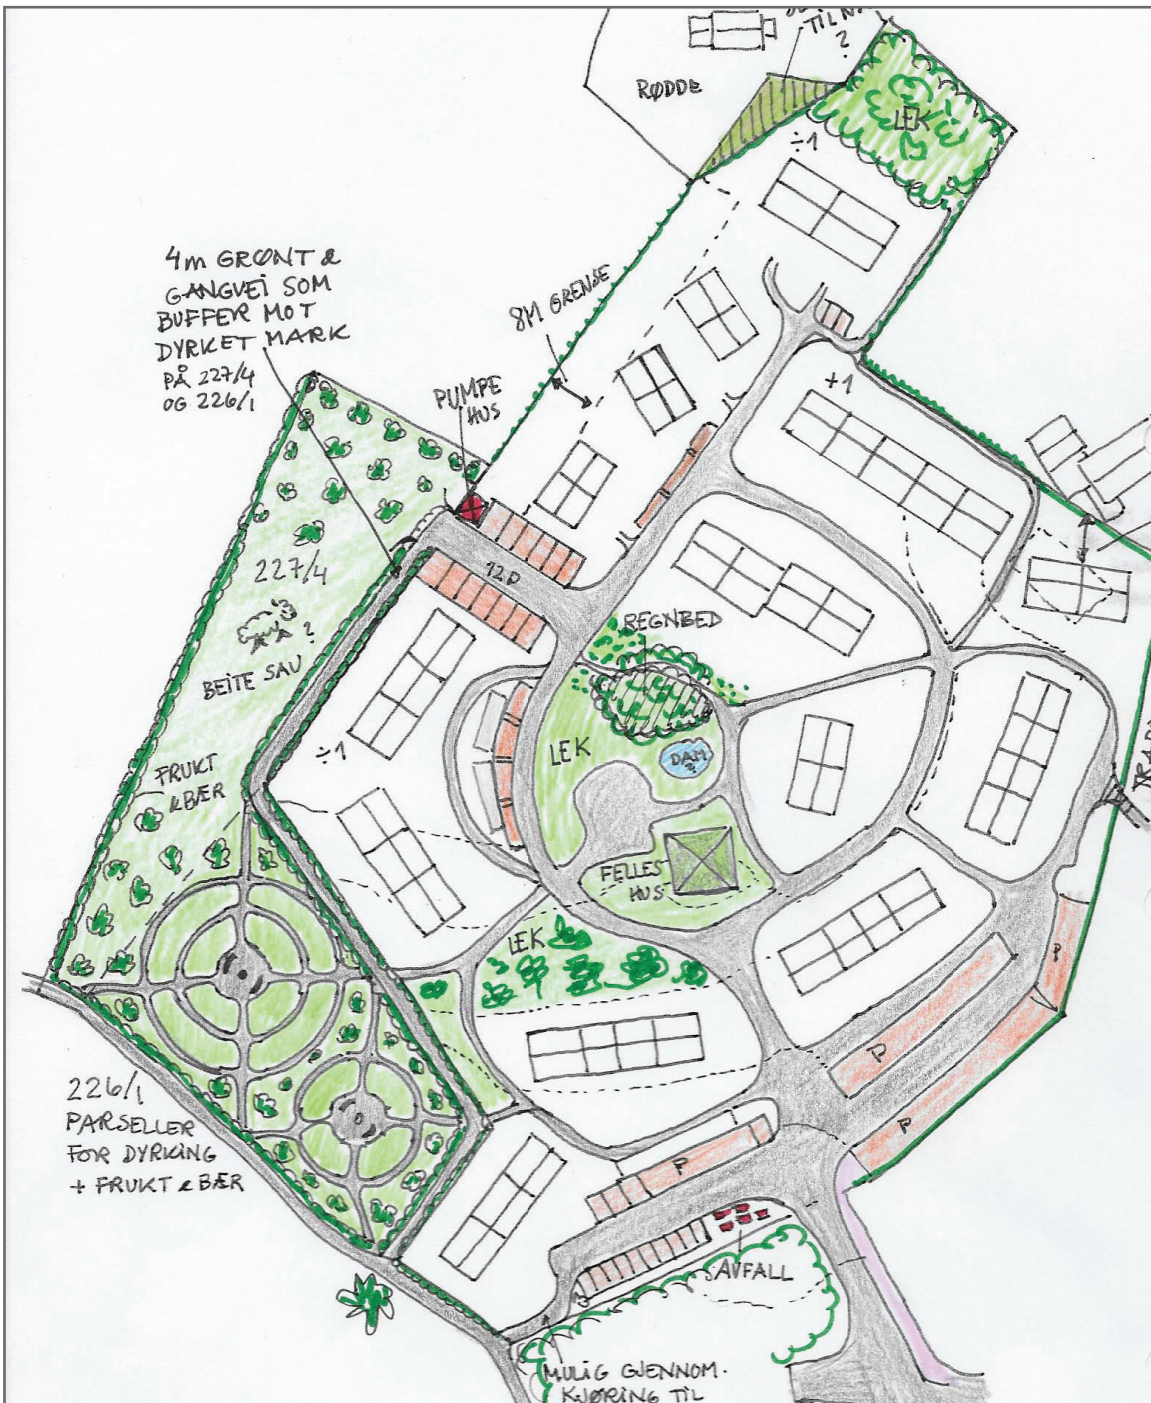 TIL NA
?
RØDDE
LEK
÷1
4m GRØNT &
GANGVEI SOM
BUFFER MOT
DYRKET MARK
PÅ 227/4
OG 226/1
8M GRENSE
PUMPE
HUS
+1
227/4
12P
?
BEITE SAU
REGNBED
LEK
DAM
?
÷1
FRUKT
& BÆR
FELLES
HUS
LEK
P
P
P
P
226/1
PARSELLER
FOR DYRKING
+ FRUKT & BÆR
AVFALL
MULIG GJENNOM-
KJØRING TIL